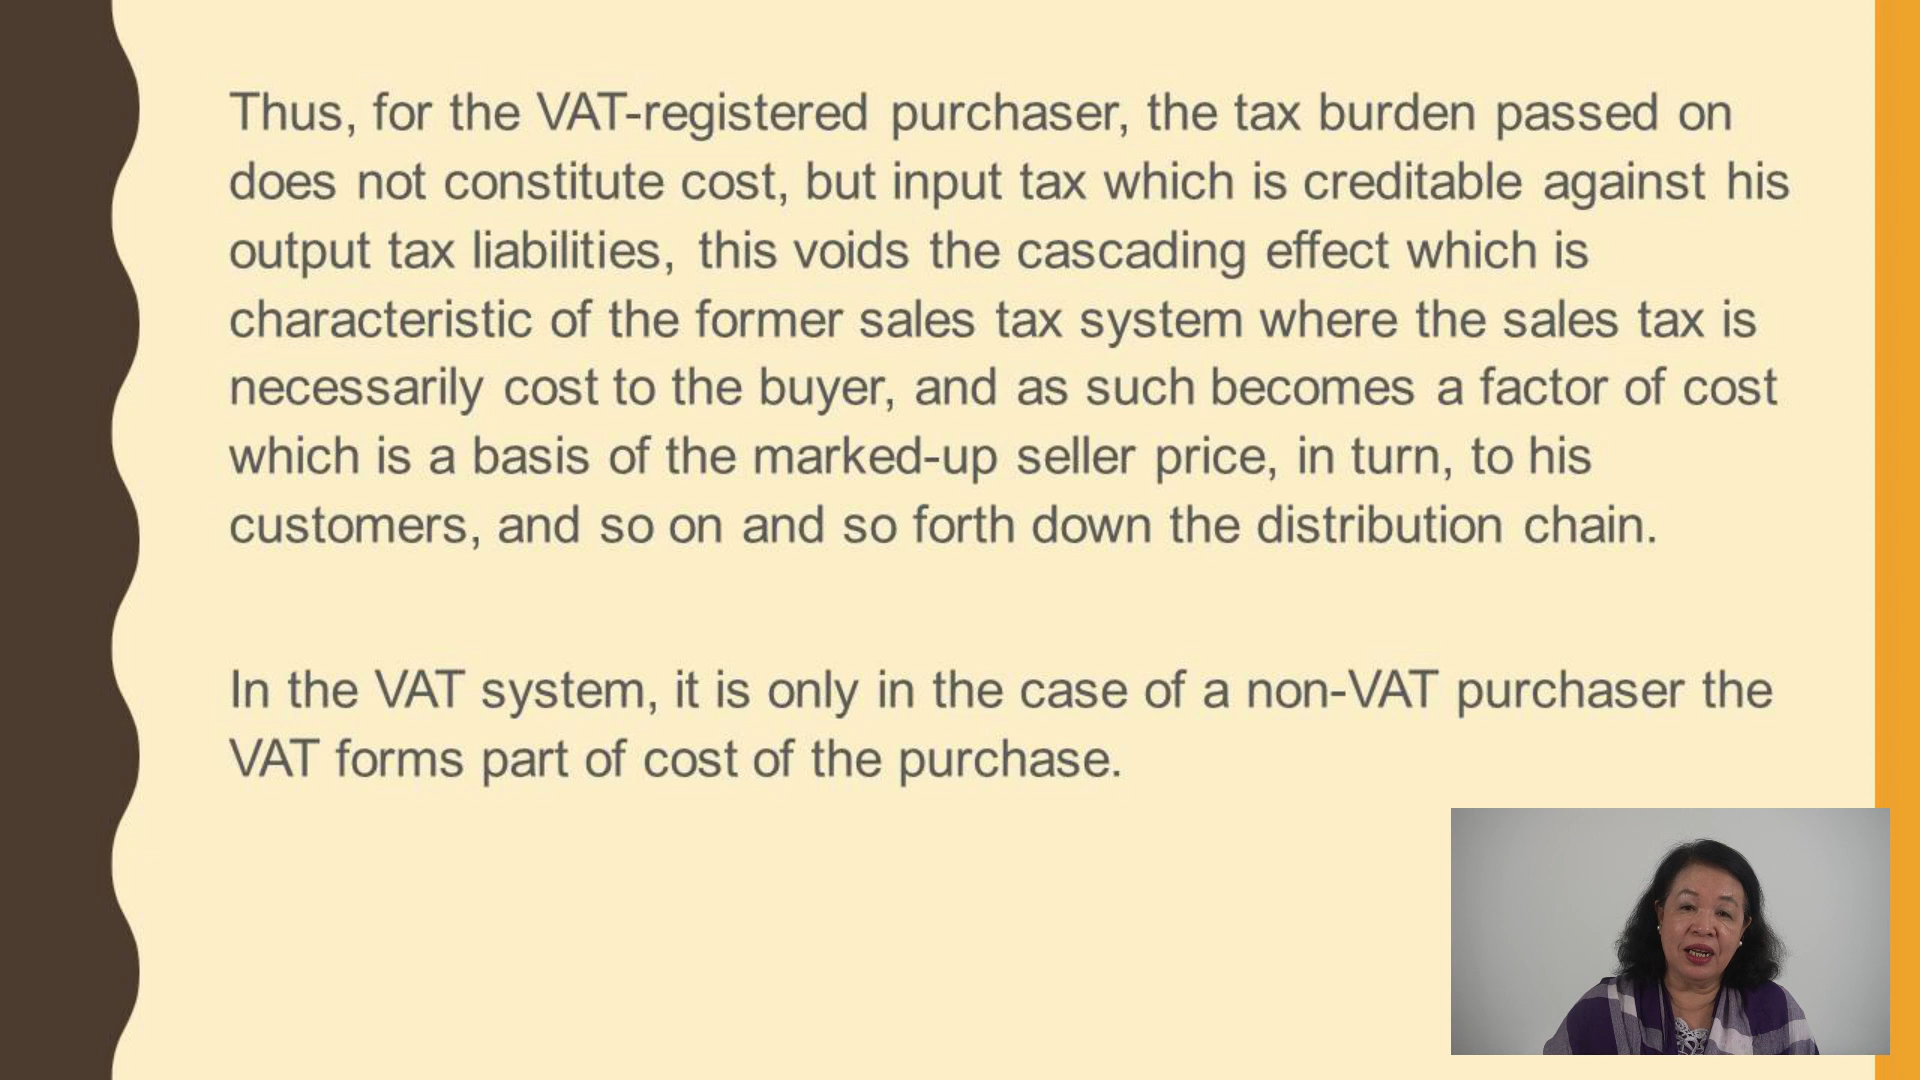 Thus, for the VAT-registered purchaser, the tax burden passed on
does not constitute cost, but input tax which is creditable against his
output tax liabilities, this voids the cascading effect which is
characteristic of the former sales tax system where the sales tax is
necessarily cost to the buyer, and as such becomes a factor of cost
which is a basis of the marked-up seller price, in turn, to his
customers, and so on and so forth down the distribution chain.
In the VAT system, it is only in the case of a non-VAT purchaser the
VAT forms part of cost of the purchase.